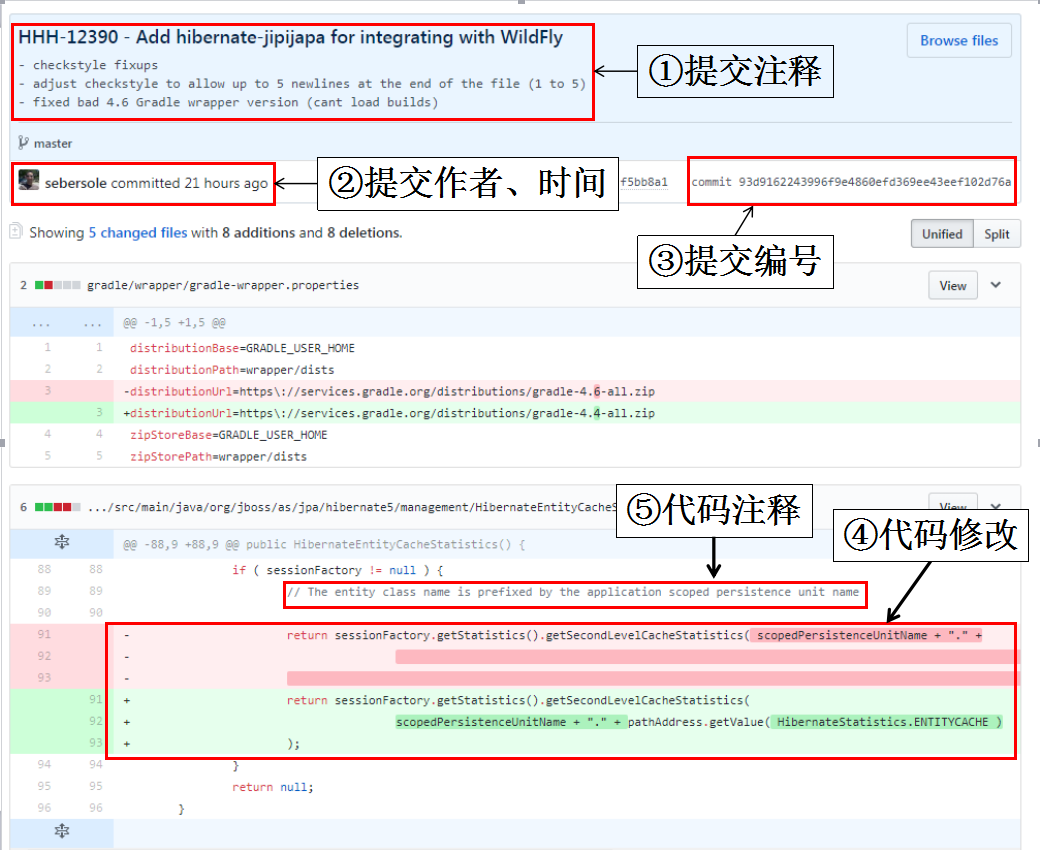 HHH-12390 - Add hibernate-jipijapa for integrating with WildFly
Browse files
- checkstyle fixups
- adjust checkstyle to allow up to 5 newlines at the end of the file (1 to 5)
- fixed bad 4.6 Gradle wrapper version (cant load builds)
①提交注释
master
sebersole committed 21 hours ago
②提交作者、时间
f5bb8a1
commit 93d9162243996f9e4860efd369ee43eef102d76a
Showing 5 changed files with 8 additions and 8 deletions.
Unified
Split
③提交编号
2 gradle/wrapper/gradle-wrapper.properties
View
... ... @@ -1,5 +1,5 @@
1 1 distributionBase=GRADLE_USER_HOME
2 2 distributionPath=wrapper/dists
3 -distributionUrl=https\://services.gradle.org/distributions/gradle-4.6-all.zip
3 +distributionUrl=https\://services.gradle.org/distributions/gradle-4.4-all.zip
4 4 zipStoreBase=GRADLE_USER_HOME
5 5 zipStorePath=wrapper/dists
6 .../src/main/java/org/jboss/as/jpa/hibernate5/management/HibernateEntityCacheS
View
⑤代码注释
④代码修改
@@ -88,9 +88,9 @@ public HibernateEntityCacheStatistics() {
88 88 if ( sessionFactory != null ) {
89 89 // The entity class name is prefixed by the application scoped persistence unit name
90 90
91 - return sessionFactory.getStatistics().getSecondLevelCacheStatistics( scopedPersistenceUnitName + "." +
92 -
93 -
91 + return sessionFactory.getStatistics().getSecondLevelCacheStatistics(
92 + scopedPersistenceUnitName + "." + pathAddress.getValue( HibernateStatistics.ENTITYCACHE )
93 + );
94 94 }
95 95 return null;
96 96 }